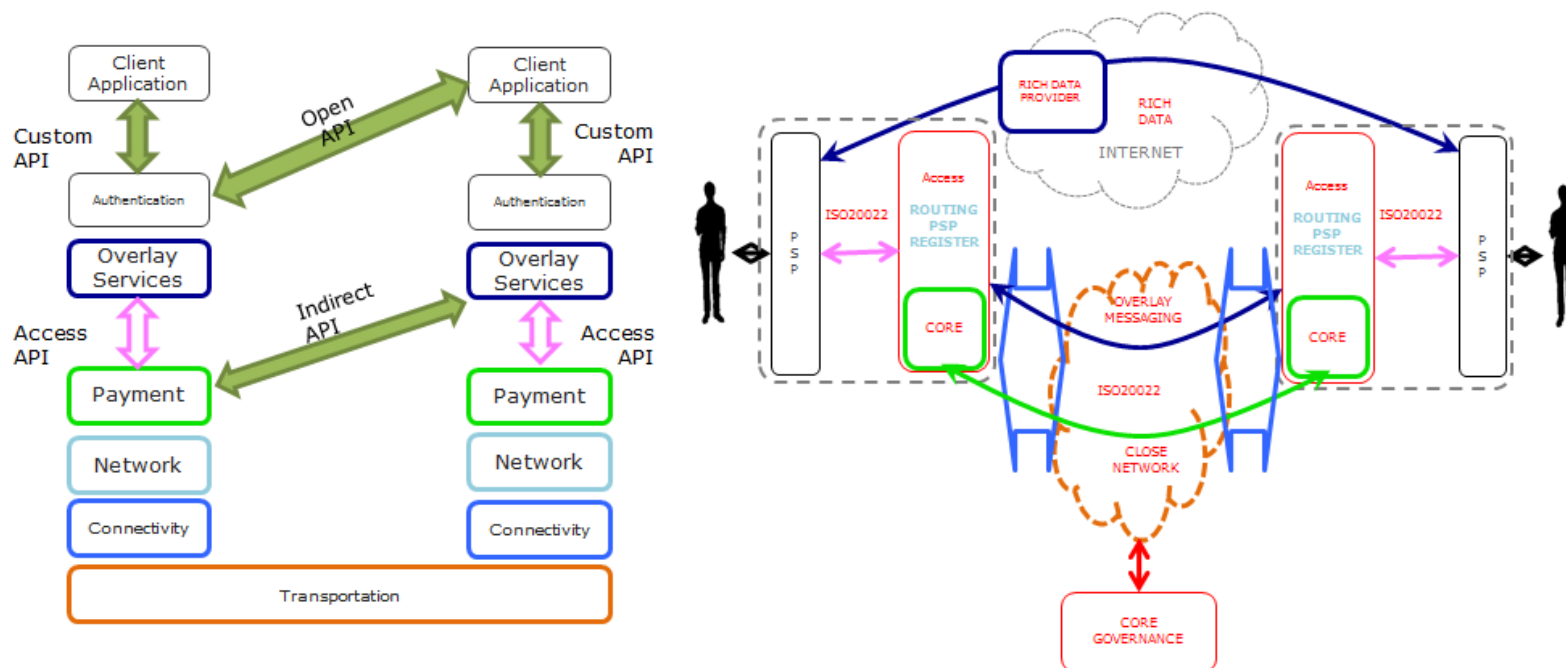 Client
Application
Client
Application
Open
API
Custom
API
Custom
API
Authentication
Authentication
Overlay
Services
Overlay
Services
Indirect
API
Access
API
Access
API
Payment
Payment
Network
Network
Connectivity
Connectivity
Transportation
RICH DATA
PROVIDER
RICH
DATA
INTERNET
P
S
P
ISO20022
Access
ROUTING
PSP
REGISTER
CORE
Access
ROUTING
PSP
REGISTER
CORE
ISO20022
P
S
P
OVERLAY
MESSAGING
ISO20022
CLOSE
NETWORK
CORE
GOVERNANCE